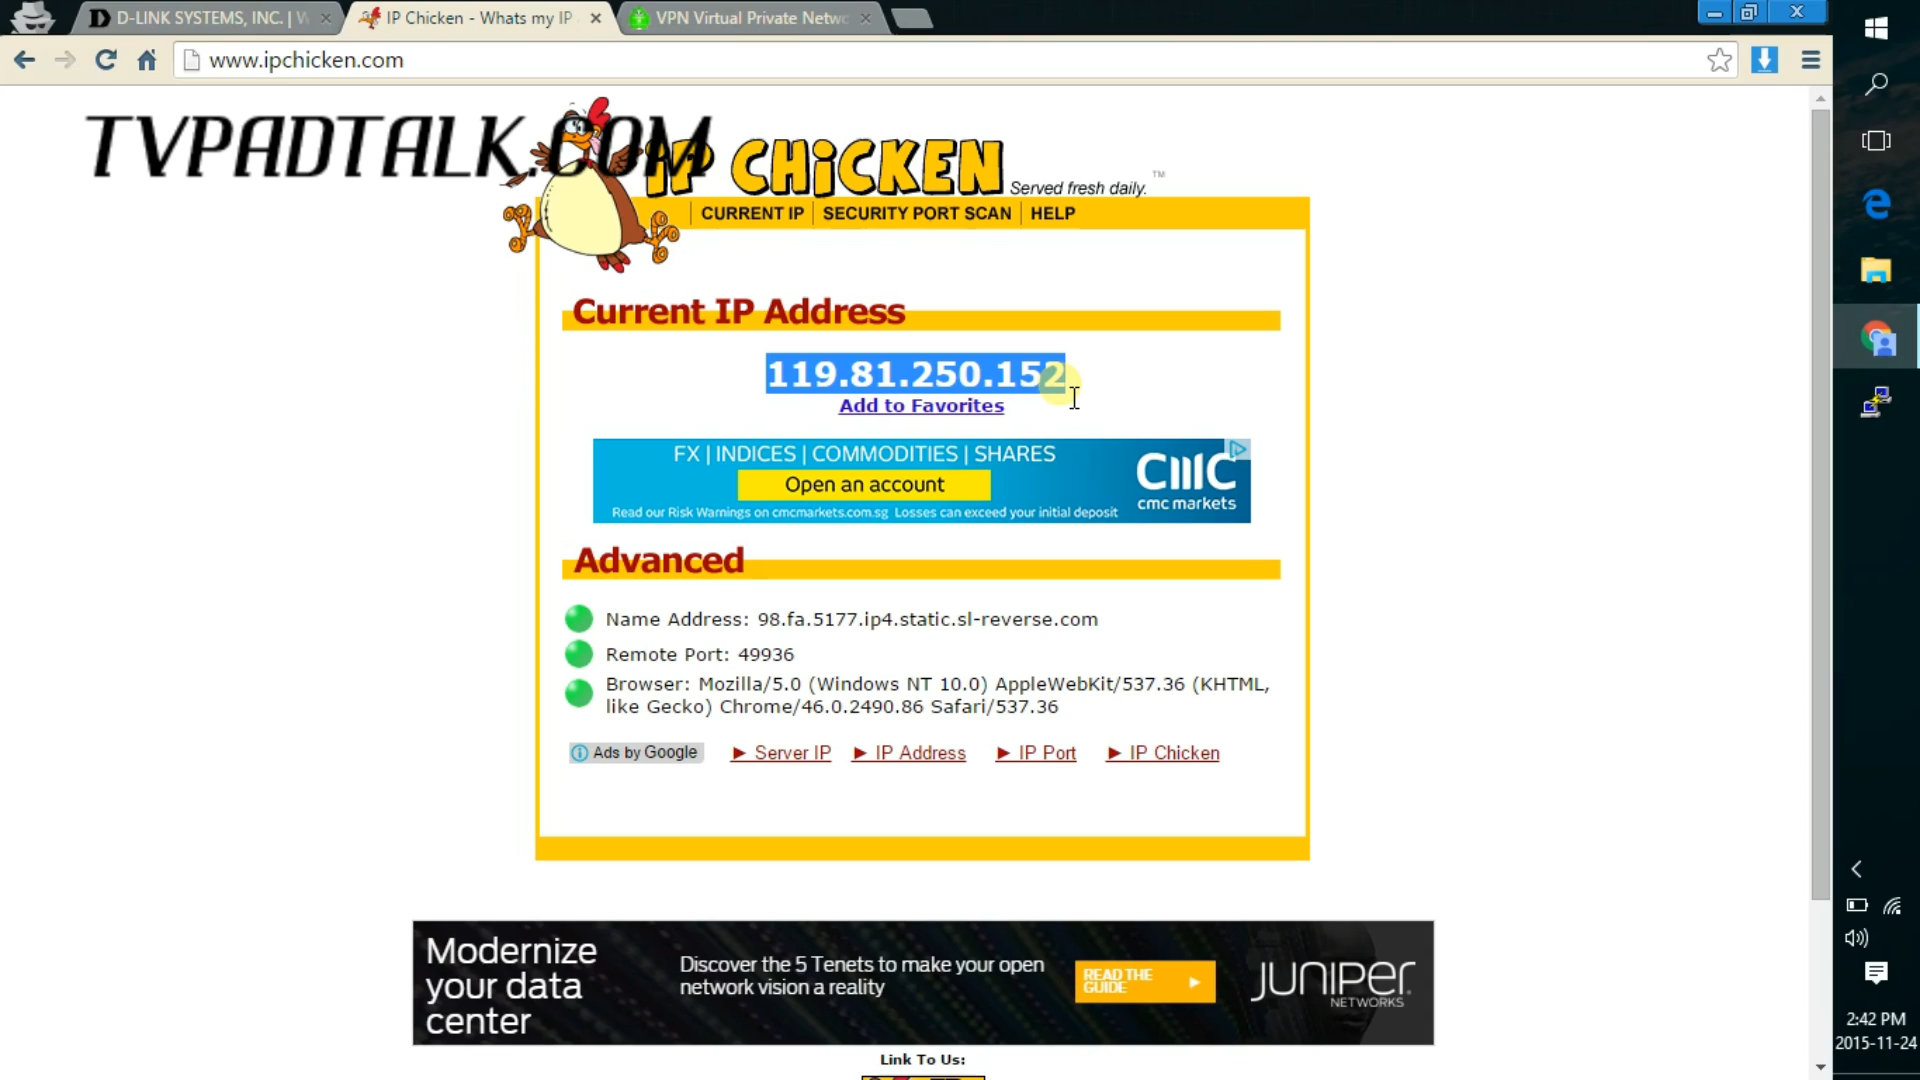 D-LINK SYSTEMS, INC. | W
IP Chicken - Whats my IP
VPN Virtual Private Netwo
www.ipchicken.com
TVPADTALK.COM
IP CHiCKEN
Served fresh daily. ™
CURRENT IP | SECURITY PORT SCAN | HELP
Current IP Address
119.81.250.152
Add to Favorites
FX | INDICES | COMMODITIES | SHARES
Open an account
Read our Risk Warnings on cmcmarkets.com.sg Losses can exceed your initial deposit
CMC
cmc markets
Advanced
Name Address: 98.fa.5177.ip4.static.sl-reverse.com
Remote Port: 49936
Browser: Mozilla/5.0 (Windows NT 10.0) AppleWebKit/537.36 (KHTML,
like Gecko) Chrome/46.0.2490.86 Safari/537.36
Ads by Google
► Server IP
► IP Address
► IP Port
► IP Chicken
Modernize
your data
center
Discover the 5 Tenets to make your open
network vision a reality
READ THE
GUIDE
JUNIPER
NETWORKS
Link To Us:
2:42 PM
2015-11-24